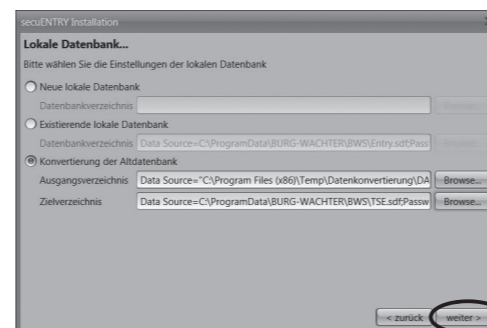 secuENTRY Installation
Lokale Datenbank...
Bitte wählen Sie die Einstellungen der lokalen Datenbank
Neue lokale Datenbank
Datenbankverzeichnis
Existierende lokale Datenbank
Datenbankverzeichnis Data Source=C:\ProgramData\BURG-WACHTER\BWS\Entry.sdf;Pass
Konvertierung der Altdatenbank
Ausgangsverzeichnis Data Source="C:\Program Files (x86)\Temp\Datenkonvertierung\DA Browse...
Zielverzeichnis Data Source=C:\ProgramData\BURG-WACHTER\BWS\TSE.sdf;Passw Browse...
< zurück weiter >